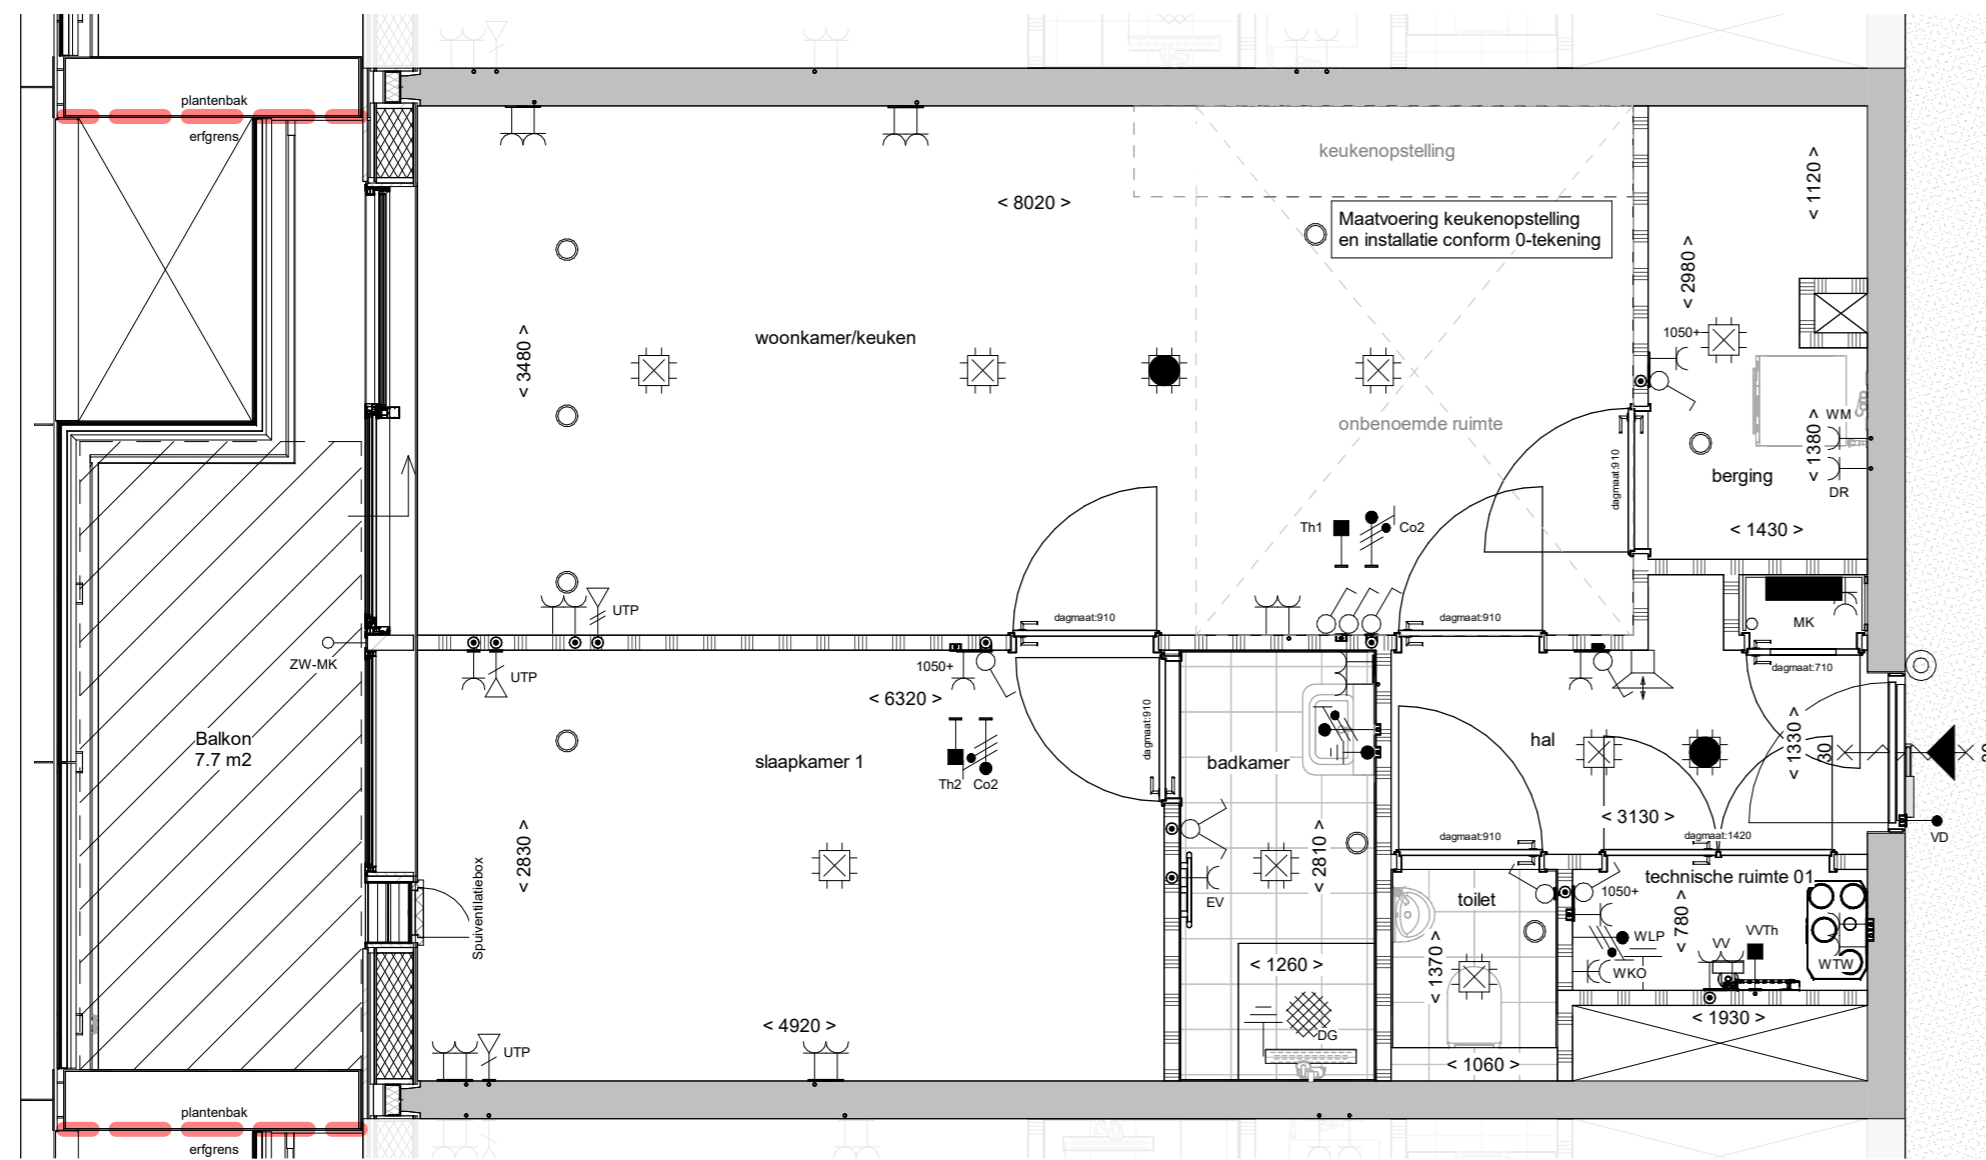 plantenbak
erfgrens
keukenopstelling
< 8020 >
Maatvoering keukenopstelling
en installatie conform 0-tekening
< 1120 >
< 2980 >
1050+
woonkamer/keuken
< 3480 >
onbenoemde ruimte
dagmaat:910
WM
< 1380 >
berging
DR
< 1430 >
Th1
Co2
UTP
dagmaat:910
dagmaat:910
MK
ZW-MK
UTP
1050+
dagmaat:710
< 6320 >
dagmaat:910
Balkon
7.7 m2
slaapkamer 1
Th2
Co2
badkamer
hal
< 1330 >
30
< 3130 >
dagmaat:910
dagmaat:1420
VD
< 2830 >
Spuiventilatiebox
< 2810 >
EV
toilet
1050+
technische ruimte 01
< 780 >
WLP
VV
VVTh
WKO
WTW
< 1260 >
< 1370 >
< 4920 >
DG
< 1930 >
UTP
< 1060 >
plantenbak
erfgrens